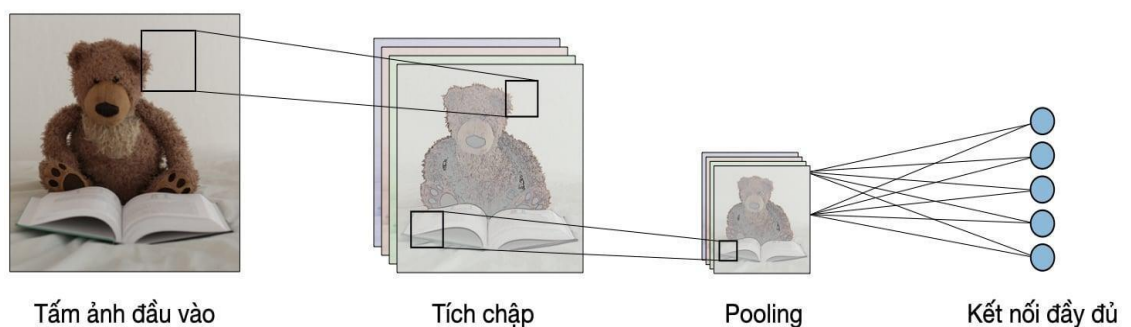 Tấm ảnh đầu vào
Tích chập
Pooling
Kết nối đầy đủ